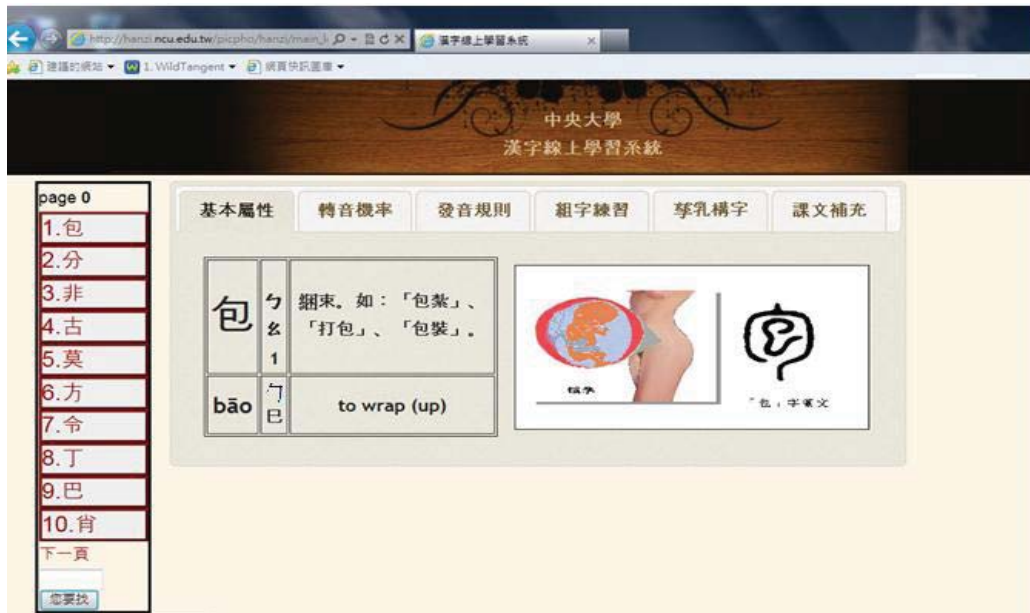 http://hanzi.ncu.edu.tw/picpho/hanzi/main_
漢字線上學習系統
建議的網站
1. WildTangent
網頁快訊圖庫
中央大學
漢字線上學習系統
page 0
1.包
2.分
3.非
4.古
5.莫
6.方
7.令
8.丁
9.巴
10.肖
下一頁
您要找
基本屬性 轉音機率 發音規則 組字練習 孳乳構字 課文補充
包 ㄅㄠ1 綑束。如：「包紮」、
「打包」、「包裝」。
bāo 勹巳 to wrap (up)
懷孕
「包」字篆文